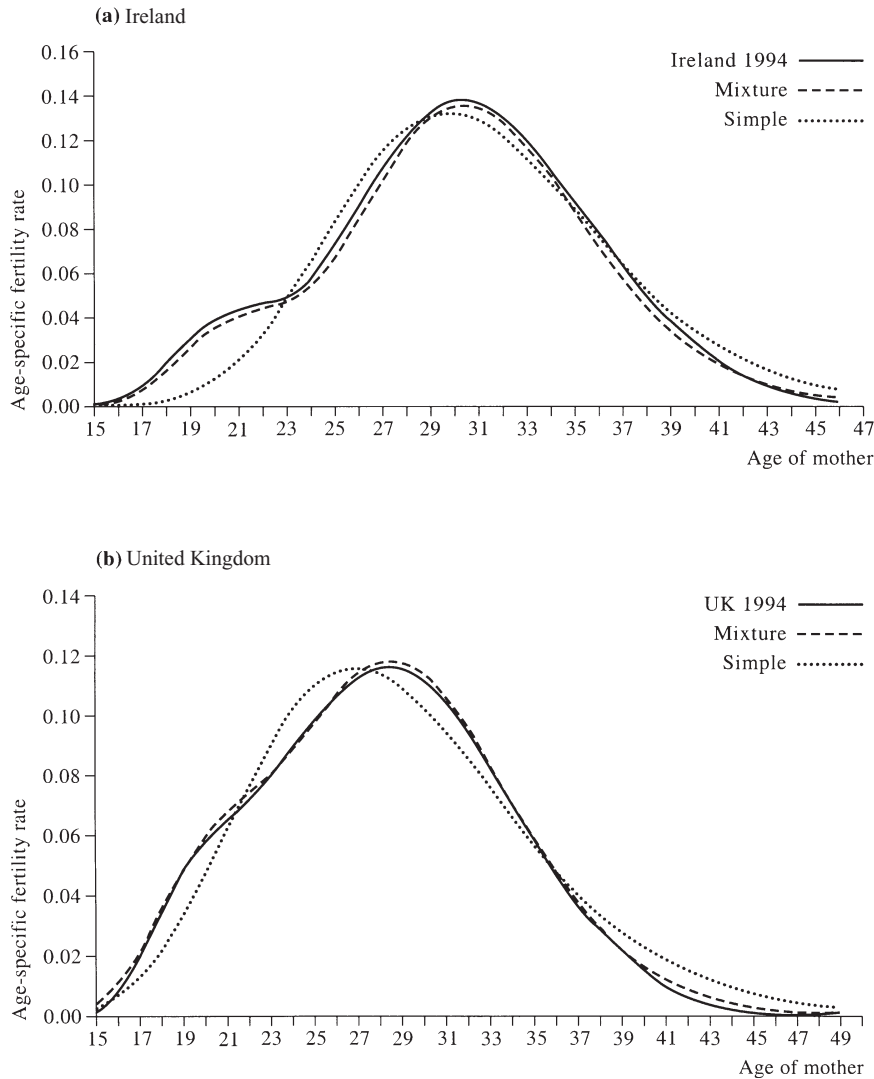 (a) Ireland
0.16
0.14
0.12
0.10
0.08
0.06
0.04
0.02
0.00
Age-specific fertility rate
Ireland 1994
Mixture
Simple
15 17 19 21 23 25 27 29 31 33 35 37 39 41 43 45 47
Age of mother
(b) United Kingdom
0.14
0.12
0.10
0.08
0.06
0.04
0.02
0.00
Age-specific fertility rate
UK 1994
Mixture
Simple
15 17 19 21 23 25 27 29 31 33 35 37 39 41 43 45 47 49
Age of mother